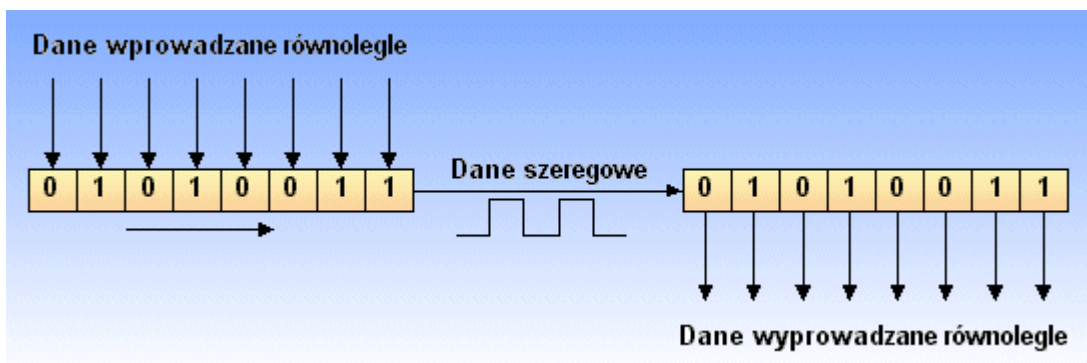 Dane wprowadzane równolegle
0 1 0 1 0 0 1 1
Dane szeregowe
0 1 0 1 0 0 1 1
Dane wyprowadzane równolegle